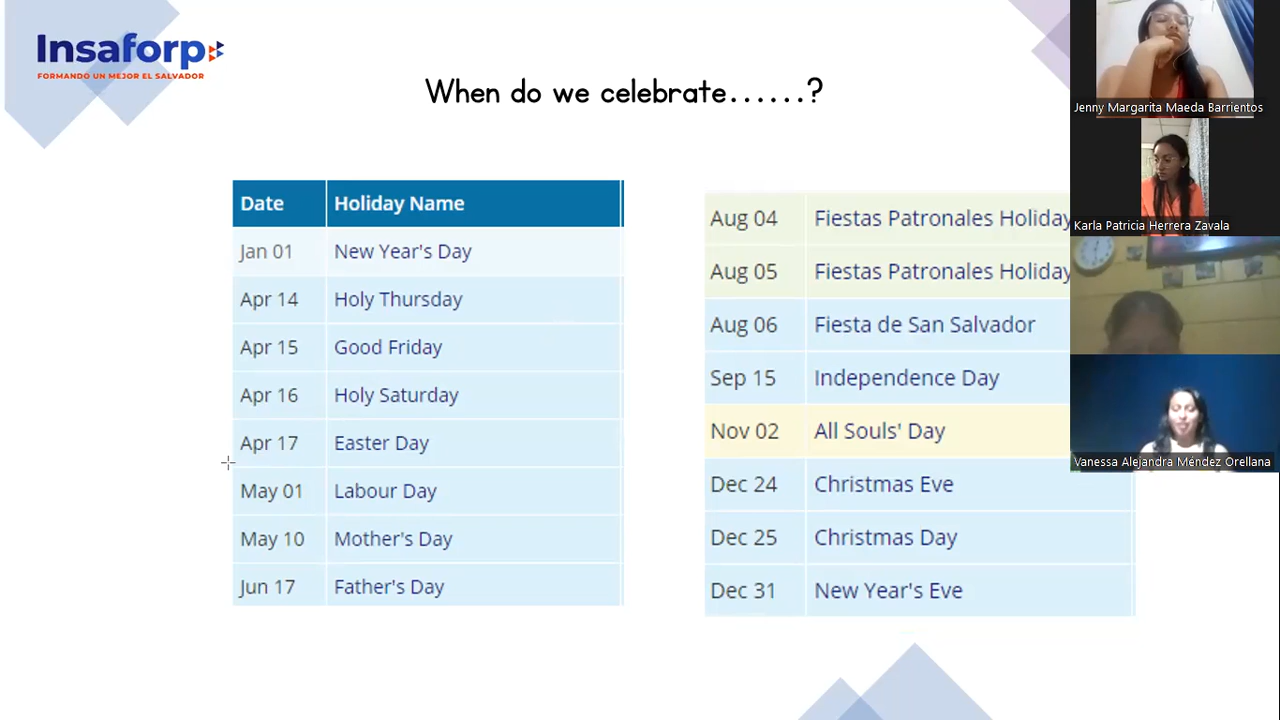 Insaforp
FORMANDO UN MEJOR EL SALVADOR
When do we celebrate......?
Date Holiday Name
Jan 01 New Year's Day
Apr 14 Holy Thursday
Apr 15 Good Friday
Apr 16 Holy Saturday
Apr 17 Easter Day
May 01 Labour Day
May 10 Mother's Day
Jun 17 Father's Day
Aug 04 Fiestas Patronales Holiday
Aug 05 Fiestas Patronales Holiday
Aug 06 Fiesta de San Salvador
Sep 15 Independence Day
Nov 02 All Souls' Day
Dec 24 Christmas Eve
Dec 25 Christmas Day
Dec 31 New Year's Eve
Jenny Margarita Maeda Barrientos
Karla Patricia Herrera Zavala
Vanessa Alejandra Méndez Orellana